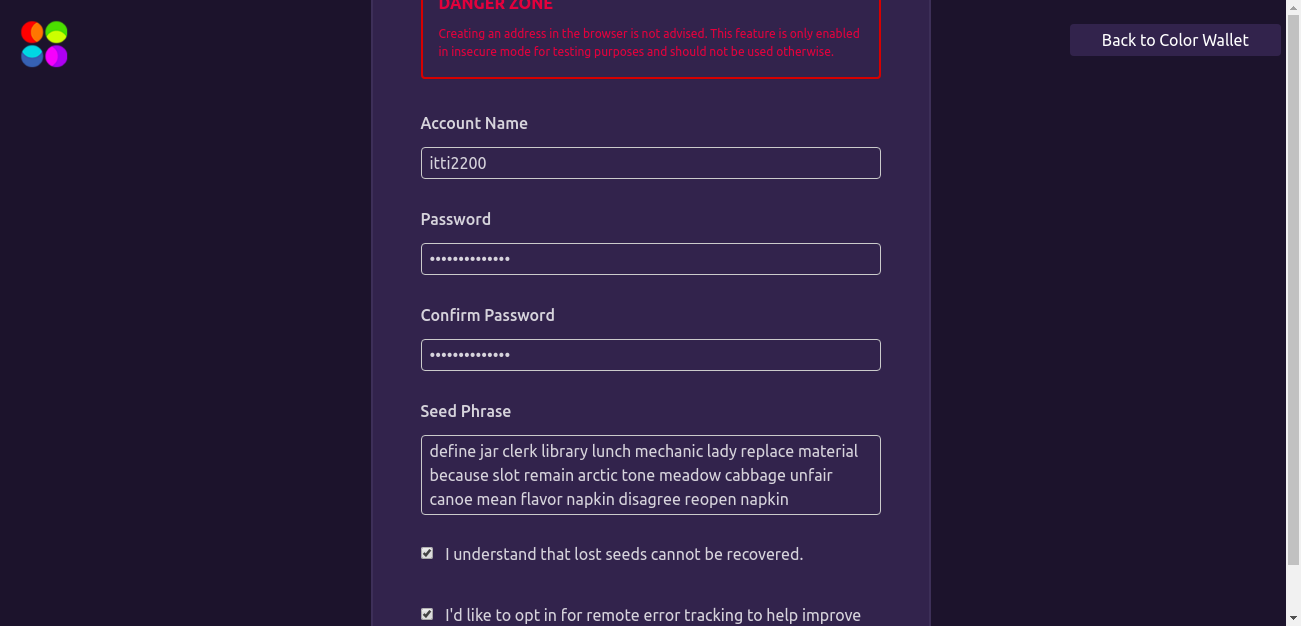 DANGER ZONE
Creating an address in the browser is not advised. This feature is only enabled
in insecure mode for testing purposes and should not be used otherwise.
Back to Color Wallet
Account Name
itti2200
Password
••••••••••••••
Confirm Password
••••••••••••••
Seed Phrase
define jar clerk library lunch mechanic lady replace material
because slot remain arctic tone meadow cabbage unfair
canoe mean flavor napkin disagree reopen napkin
I understand that lost seeds cannot be recovered.
I'd like to opt in for remote error tracking to help improve